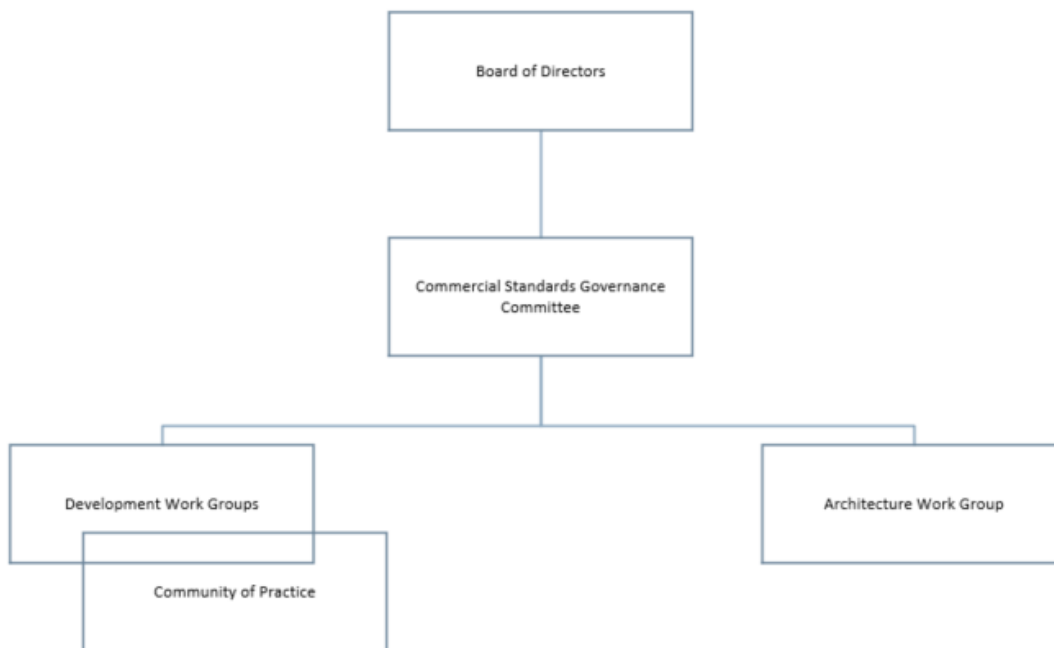 Board of Directors
Commercial Standards Governance
Committee
Development Work Groups
Architecture Work Group
Community of Practice